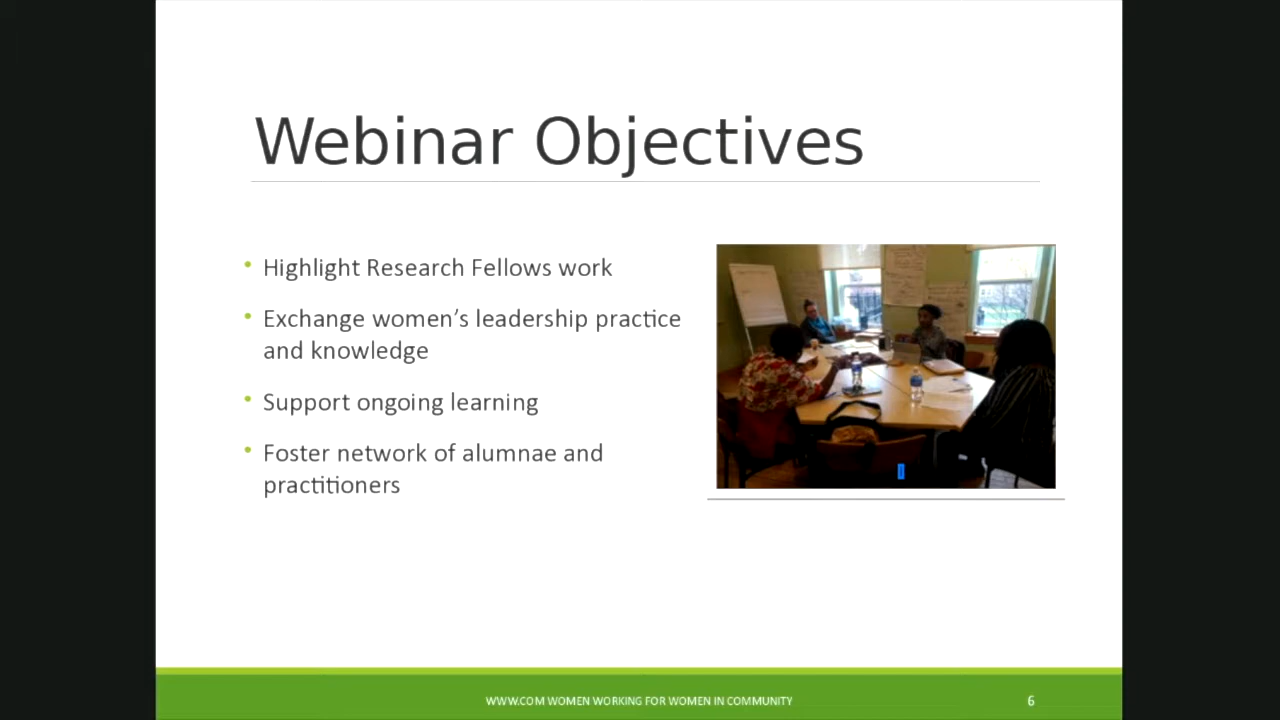 Webinar Objectives
• Highlight Research Fellows work
• Exchange women’s leadership practice
and knowledge
• Support ongoing learning
• Foster network of alumnae and
practitioners
WWW.COM WOMEN WORKING FOR WOMEN IN COMMUNITY
6